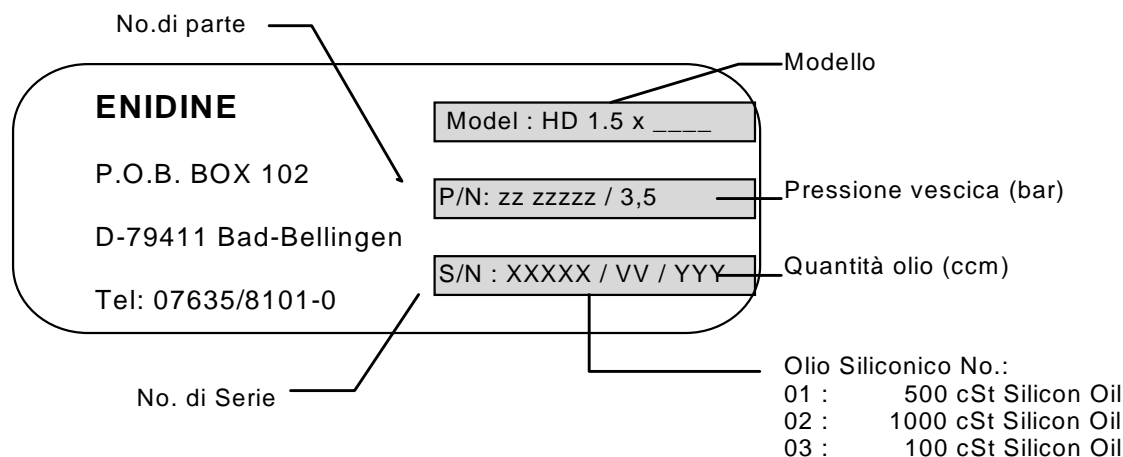 No.di parte
Modello
ENIDINE
Model : HD 1.5 x ____
P.O.B. BOX 102
P/N: zz zzzzz / 3,5
Pressione vescica (bar)
D-79411 Bad-Bellingen
S/N : XXXXX / VV / YYY
Quantità olio (ccm)
Tel: 07635/8101-0
No. di Serie
Olio Siliconico No.:
01 : 500 cSt Silicon Oil
02 : 1000 cSt Silicon Oil
03 : 100 cSt Silicon Oil